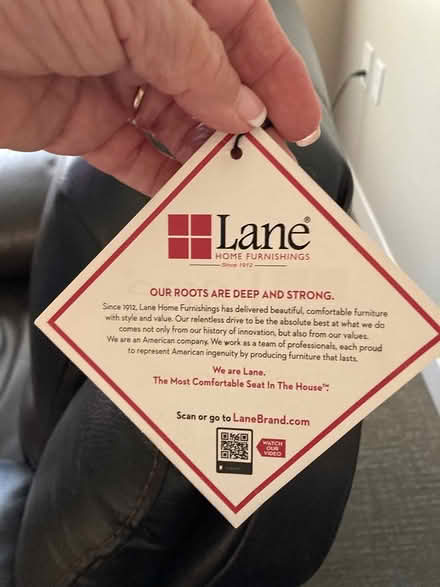 Lane®
HOME FURNISHINGS
Since 1912
OUR ROOTS ARE DEEP AND STRONG.
Since 1912, Lane Home Furnishings has delivered beautiful, comfortable furniture
with style and value. Our relentless drive to be the absolute best at what we do
comes not only from our history of innovation, but also from our values.
We are an American company. We work as a team of professionals, each proud
to represent American ingenuity by producing furniture that lasts.
We are Lane.
The Most Comfortable Seat In The House™.
Scan or go to LaneBrand.com
WATCH
OUR
VIDEO